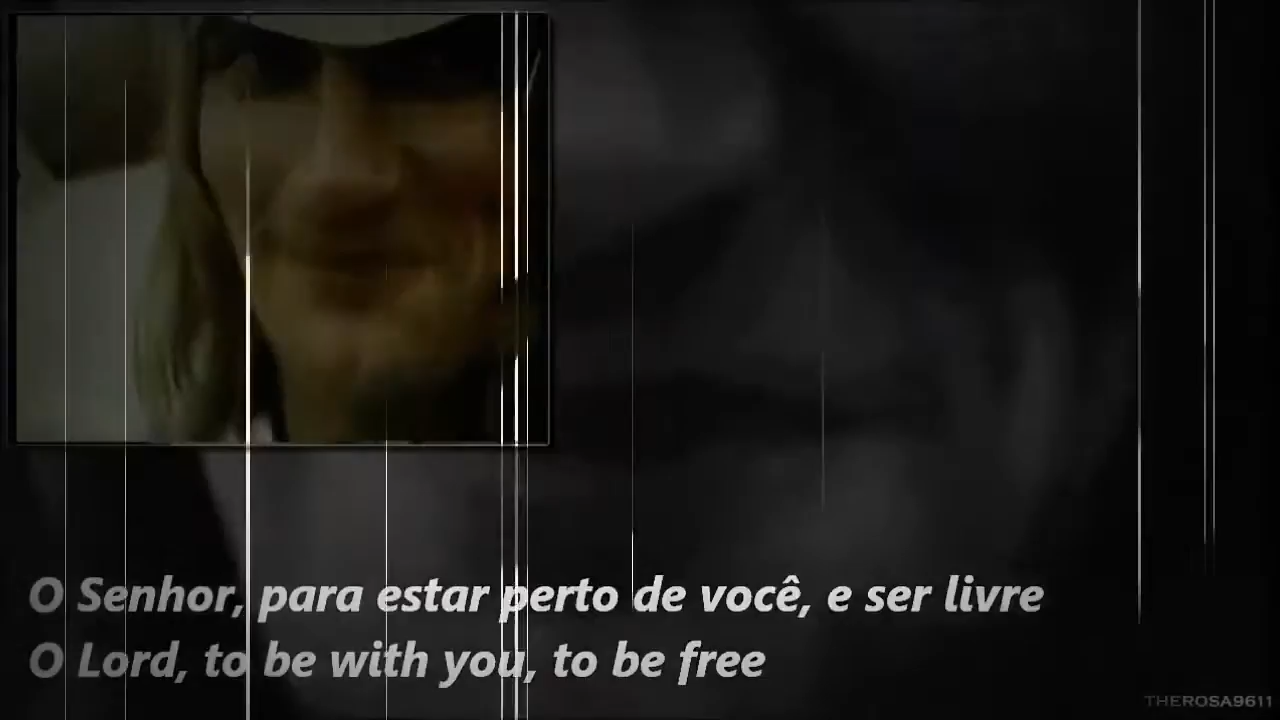 O Senhor, para estar perto de você, e ser livre
O Lord, to be with you, to be free
THEROSA9611